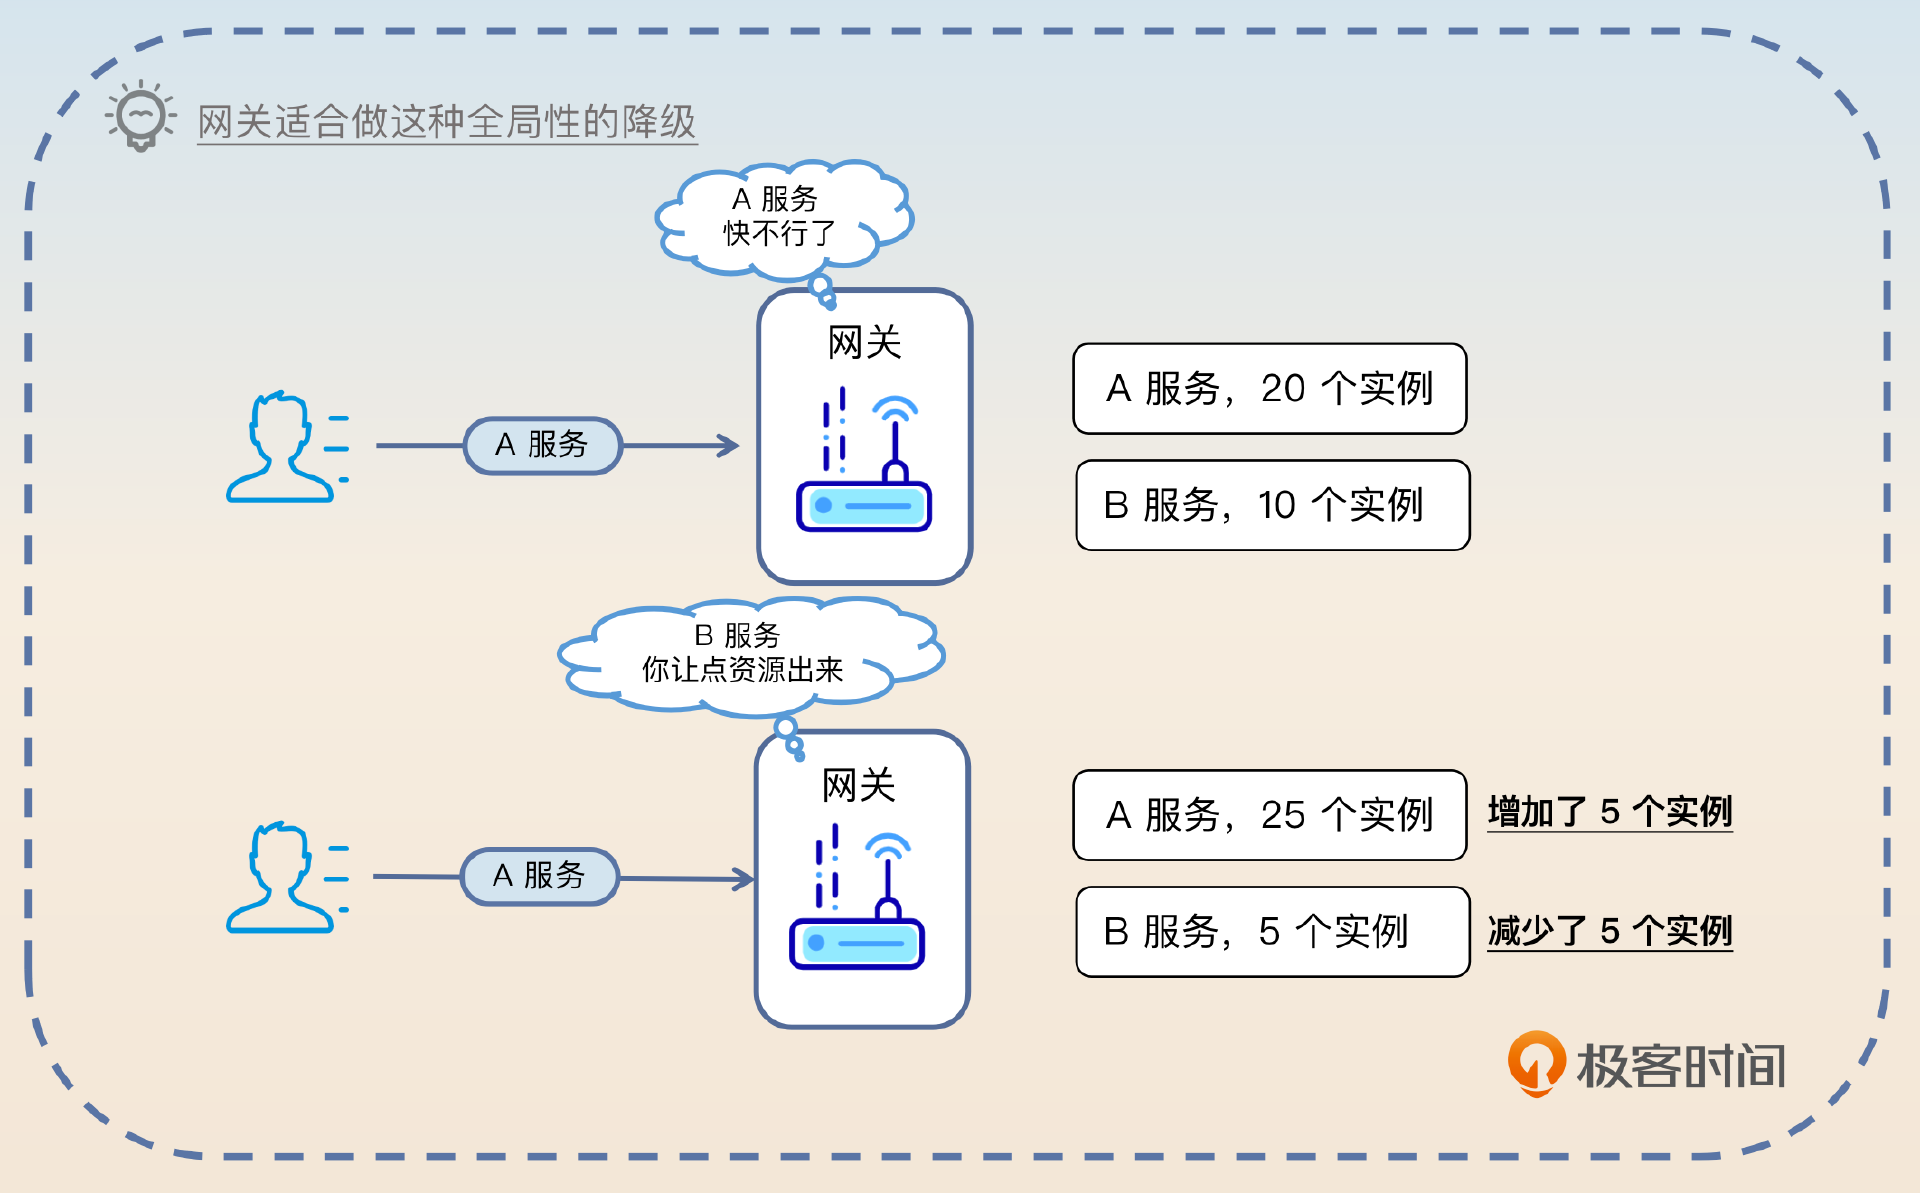 网关适合做这种全局性的降级
A 服务
快不行了
网关
A 服务
A 服务，20 个实例
B 服务，10 个实例
B 服务
你让点资源出来
网关
A 服务
A 服务，25 个实例
增加了 5 个实例
B 服务，5 个实例
减少了 5 个实例
极客时间